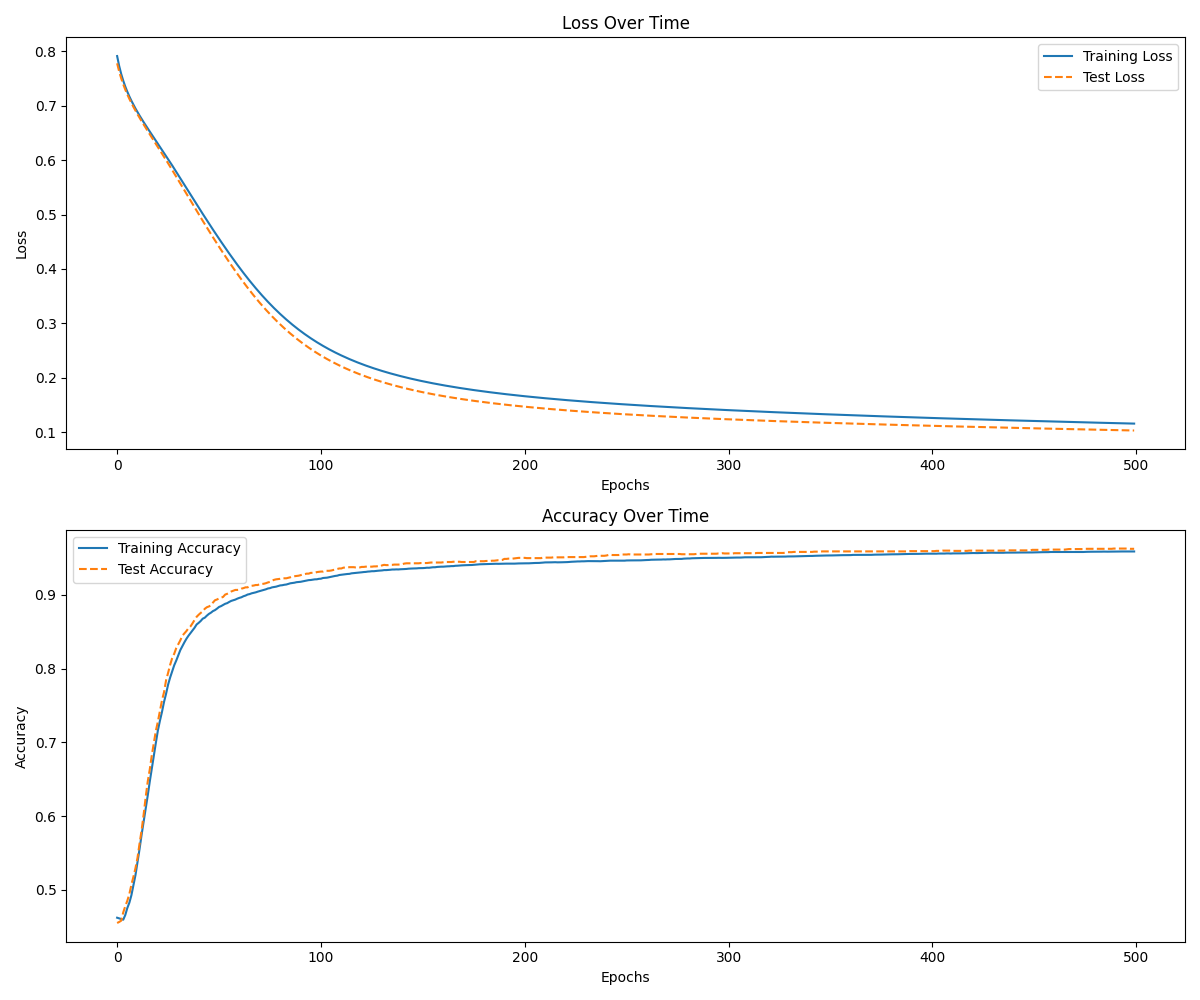 Loss Over Time
Training Loss
Test Loss
0.8
0.7
0.6
0.5
0.4
0.3
0.2
0.1
Loss
0 100 200 300 400 500
Epochs
Accuracy Over Time
Training Accuracy
Test Accuracy
0.9
0.8
0.7
0.6
0.5
Accuracy
0 100 200 300 400 500
Epochs